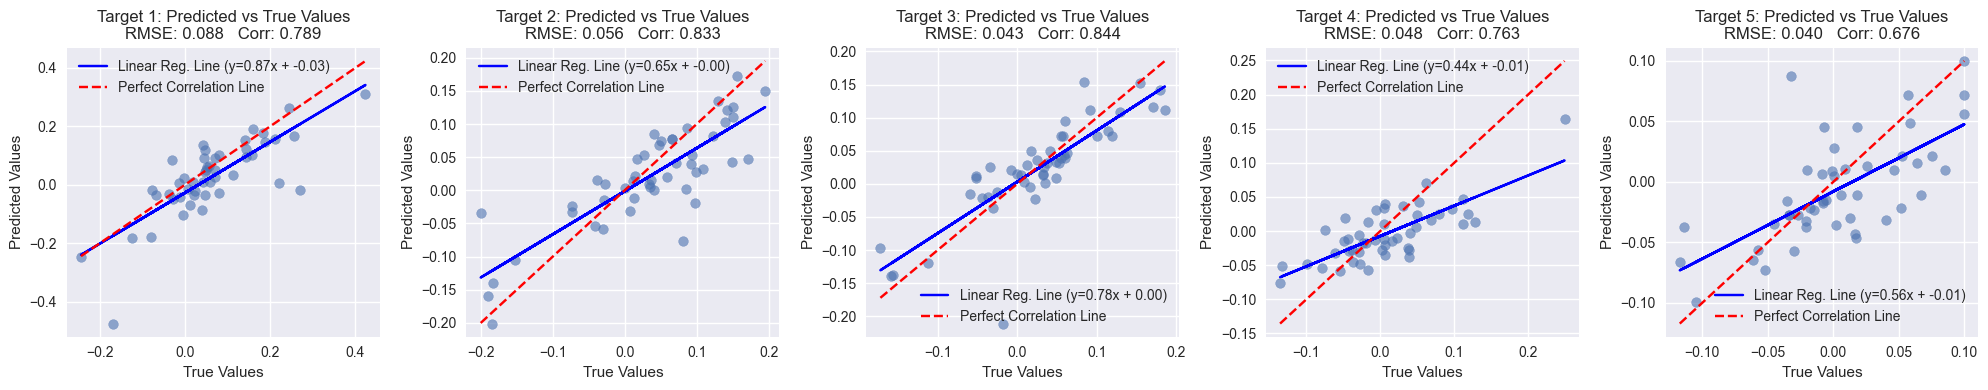 Target 1: Predicted vs True Values
RMSE: 0.088   Corr: 0.789
Linear Reg. Line (y=0.87x + -0.03)
Perfect Correlation Line
Predicted Values
0.4
0.2
0.0
−0.2
−0.4
−0.2
0.0
0.2
0.4
True Values
Target 2: Predicted vs True Values
RMSE: 0.056   Corr: 0.833
Linear Reg. Line (y=0.65x + -0.00)
Perfect Correlation Line
Predicted Values
0.20
0.15
0.10
0.05
0.00
−0.05
−0.10
−0.15
−0.20
−0.2
−0.1
0.0
0.1
0.2
True Values
Target 3: Predicted vs True Values
RMSE: 0.043   Corr: 0.844
Predicted Values
0.20
0.15
0.10
0.05
0.00
−0.05
−0.10
−0.15
−0.20
Linear Reg. Line (y=0.78x + 0.00)
Perfect Correlation Line
−0.1
0.0
0.1
0.2
True Values
Target 4: Predicted vs True Values
RMSE: 0.048   Corr: 0.763
Linear Reg. Line (y=0.44x + -0.01)
Perfect Correlation Line
Predicted Values
0.25
0.20
0.15
0.10
0.05
0.00
−0.05
−0.10
−0.15
−0.1
0.0
0.1
0.2
True Values
Target 5: Predicted vs True Values
RMSE: 0.040   Corr: 0.676
Predicted Values
0.10
0.05
0.00
−0.05
−0.10
Linear Reg. Line (y=0.56x + -0.01)
Perfect Correlation Line
−0.10
−0.05
0.00
0.05
0.10
True Values